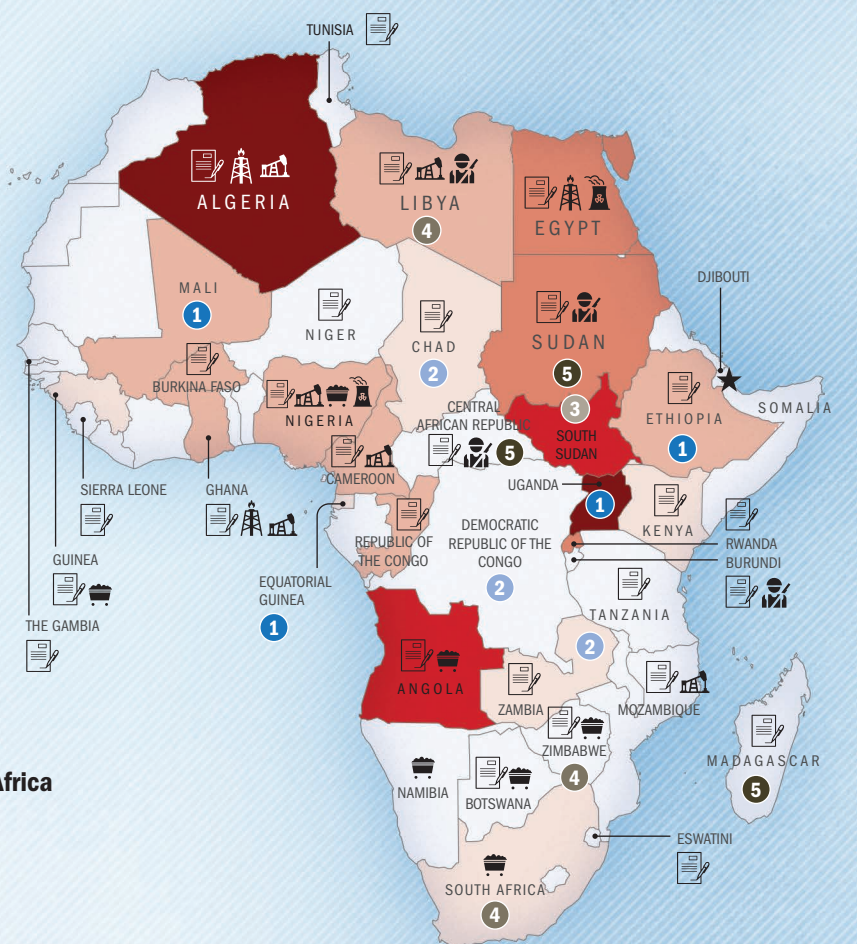 TUNISIA
ALGERIA
LIBYA
4
EGYPT
MALI
1
NIGER
CHAD
2
SUDAN
5
DJIBOUTI
BURKINA FASO
NIGERIA
CENTRAL
AFRICAN REPUBLIC
5
3
SOUTH
SUDAN
ETHIOPIA
1
SOMALIA
SIERRA LEONE
GHANA
CAMEROON
UGANDA
1
KENYA
GUINEA
REPUBLIC OF
THE CONGO
DEMOCRATIC
REPUBLIC OF THE
CONGO
2
RWANDA
BURUNDI
EQUATORIAL
GUINEA
1
TANZANIA
THE GAMBIA
2
ANGOLA
ZAMBIA
MOZAMBIQUE
ZIMBABWE
4
MADAGASCAR
5
Africa
NAMIBIA
BOTSWANA
ESWATINI
SOUTH AFRICA
4